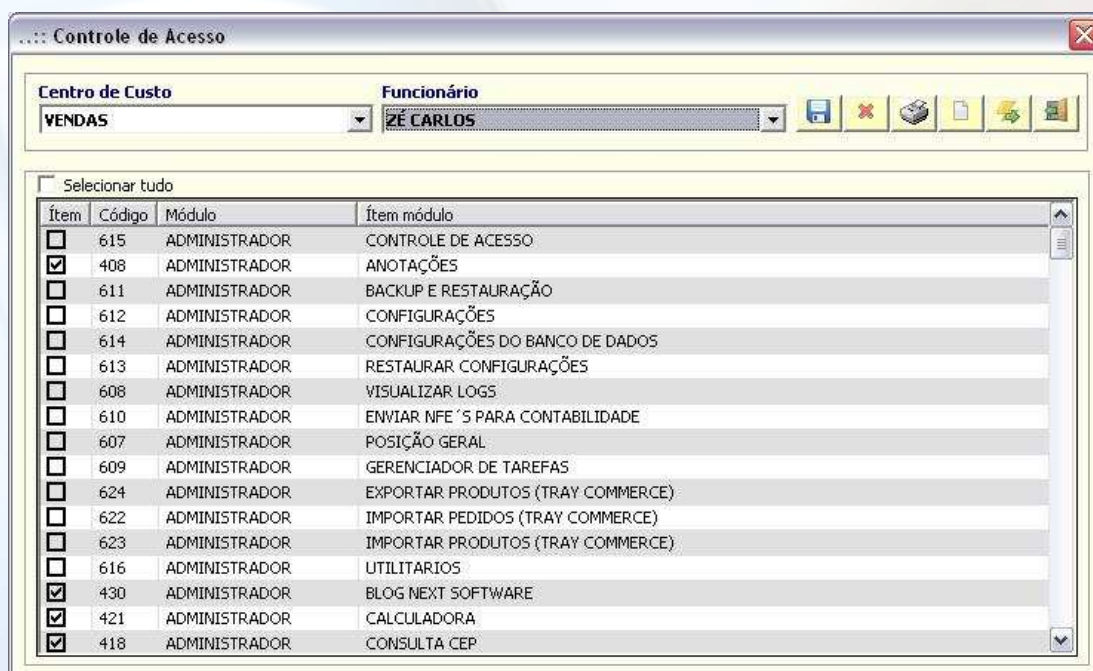 ..:: Controle de Acesso
Centro de Custo Funcionário
VENDAS ZÉ CARLOS
Selecionar tudo
Ítem Código Módulo Ítem módulo
615 ADMINISTRADOR CONTROLE DE ACESSO
408 ADMINISTRADOR ANOTAÇÕES
611 ADMINISTRADOR BACKUP E RESTAURAÇÃO
612 ADMINISTRADOR CONFIGURAÇÕES
614 ADMINISTRADOR CONFIGURAÇÕES DO BANCO DE DADOS
613 ADMINISTRADOR RESTAURAR CONFIGURAÇÕES
608 ADMINISTRADOR VISUALIZAR LOGS
610 ADMINISTRADOR ENVIAR NFE´S PARA CONTABILIDADE
607 ADMINISTRADOR POSIÇÃO GERAL
609 ADMINISTRADOR GERENCIADOR DE TAREFAS
624 ADMINISTRADOR EXPORTAR PRODUTOS (TRAY COMMERCE)
622 ADMINISTRADOR IMPORTAR PEDIDOS (TRAY COMMERCE)
623 ADMINISTRADOR IMPORTAR PRODUTOS (TRAY COMMERCE)
616 ADMINISTRADOR UTILITARIOS
430 ADMINISTRADOR BLOG NEXT SOFTWARE
421 ADMINISTRADOR CALCULADORA
418 ADMINISTRADOR CONSULTA CEP